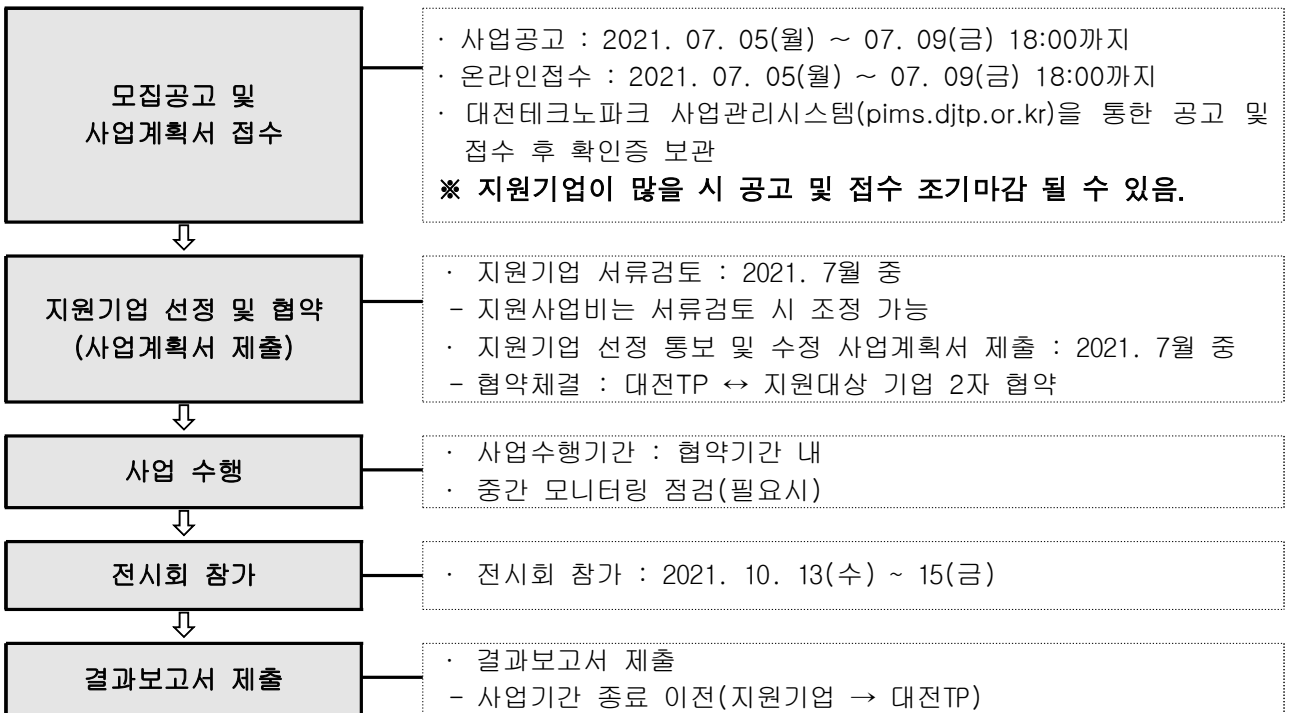 모집공고 및
사업계획서 접수
· 사업공고 : 2021. 07. 05(월) ~ 07. 09(금) 18:00까지
· 온라인접수 : 2021. 07. 05(월) ~ 07. 09(금) 18:00까지
· 대전테크노파크 사업관리시스템(pims.djtp.or.kr)을 통한 공고 및
접수 후 확인증 보관
※ 지원기업이 많을 시 공고 및 접수 조기마감 될 수 있음.
⇩
지원기업 선정 및 협약
(사업계획서 제출)
· 지원기업 서류검토 : 2021. 7월 중
- 지원사업비는 서류검토 시 조정 가능
· 지원기업 선정 통보 및 수정 사업계획서 제출 : 2021. 7월 중
- 협약체결 : 대전TP ↔ 지원대상 기업 2자 협약
⇩
사업 수행
· 사업수행기간 : 협약기간 내
· 중간 모니터링 점검(필요시)
⇩
전시회 참가
· 전시회 참가 : 2021. 10. 13(수) ~ 15(금)
⇩
결과보고서 제출
· 결과보고서 제출
- 사업기간 종료 이전(지원기업 → 대전TP)